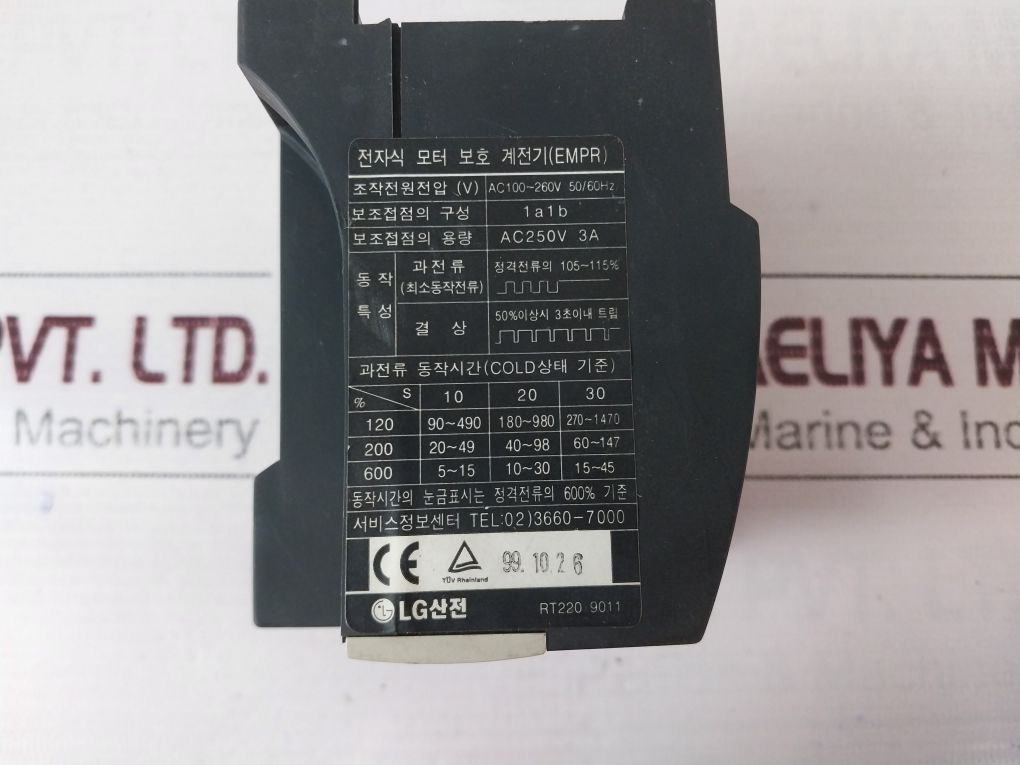 전자식 모터 보호 계전기(EMPR)
조작전원전압 (V) AC100~260V 50/60Hz
보조접점의 구성 1a1b
보조접점의 용량 AC250V 3A
동작 특성
과전류 (최소동작전류) 정격전류의 105~115%
결상 50%이상시 3초이내 트립
과전류 동작시간(COLD상태 기준)
% S 10 20 30
120 90~490 180~980 270~1470
200 20~49 40~98 60~147
600 5~15 10~30 15~45
동작시간의 눈금표시는 정격전류의 600% 기준
서비스정보센터 TEL:02)3660-7000
CE TÜV Rheinland 99. 10. 2 6
LG산전 RT220 9011
PVT. LTD.
Machinery
AELIYA M
Marine & Ind